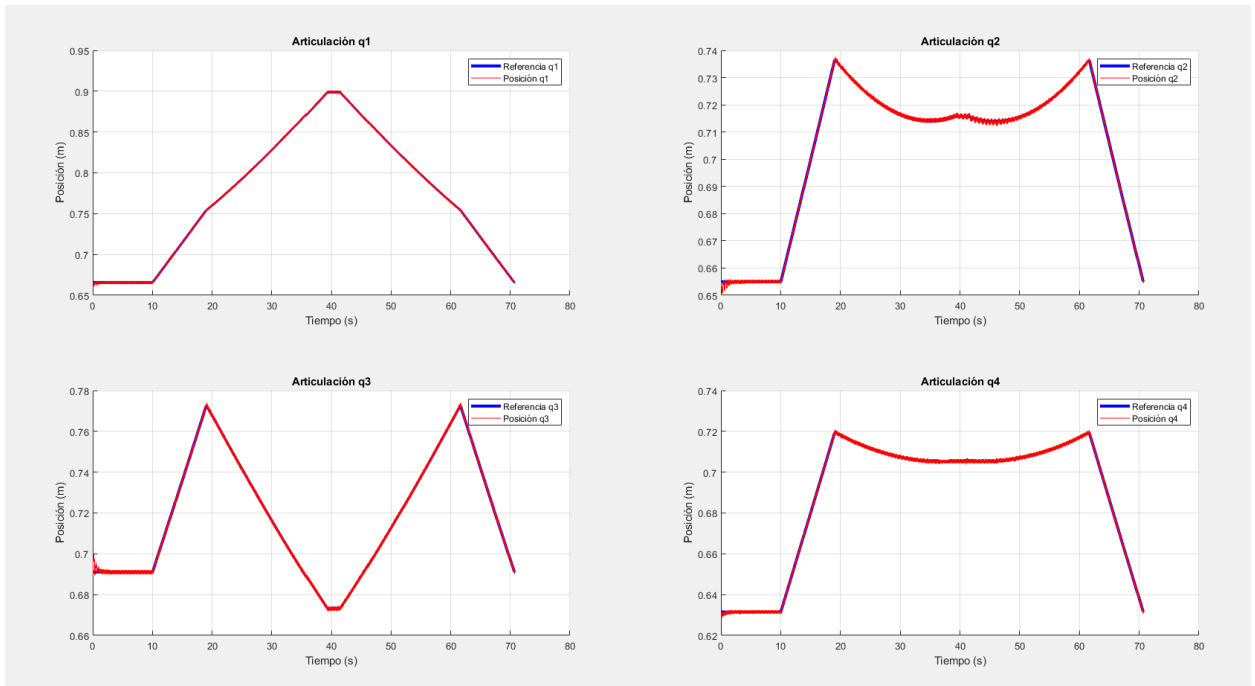 Articulación q1
0.95
0.9
0.85
0.8
0.75
0.7
0.65
Posición (m)
Referencia q1
Posición q1
0 10 20 30 40 50 60 70 80
Tiempo (s)
Articulación q2
0.74
0.73
0.72
0.71
0.7
0.69
0.68
0.67
0.66
0.65
Posición (m)
Referencia q2
Posición q2
0 10 20 30 40 50 60 70 80
Tiempo (s)
Articulación q3
0.78
0.76
0.74
0.72
0.7
0.68
0.66
Posición (m)
Referencia q3
Posición q3
0 10 20 30 40 50 60 70 80
Tiempo (s)
Articulación q4
0.74
0.72
0.7
0.68
0.66
0.64
0.62
Posición (m)
Referencia q4
Posición q4
0 10 20 30 40 50 60 70 80
Tiempo (s)